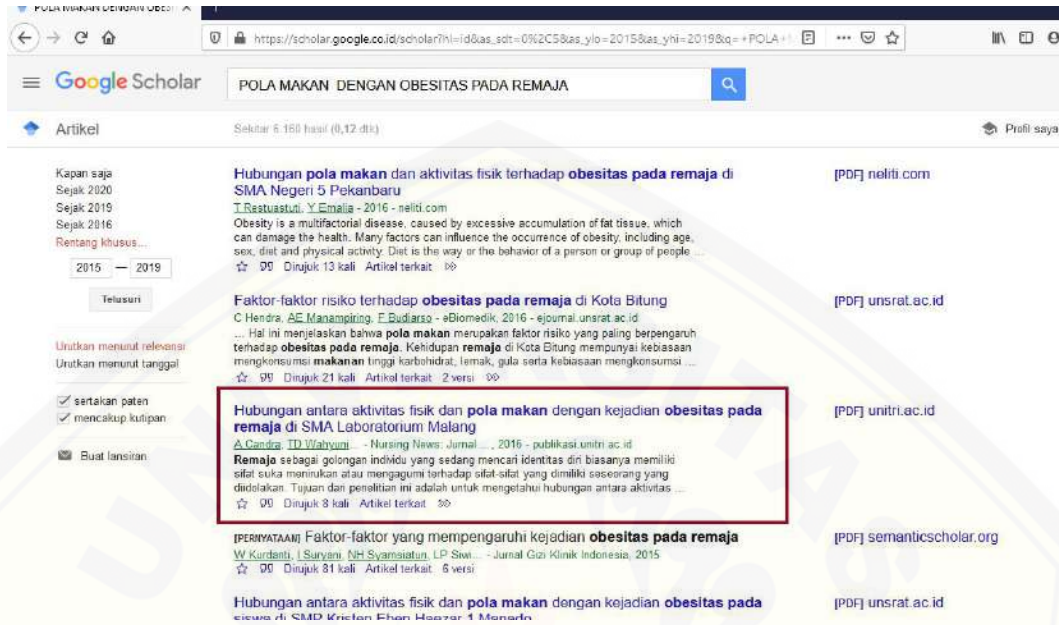 POLA MAKAN DENGAN OBESI
https://scholar.google.co.id/scholar?hl=id&as_sdt=0%2C5&as_ylo=2015&as_yhi=2019&q=+POLA+
Google Scholar
POLA MAKAN DENGAN OBESITAS PADA REMAJA
Artikel
Sekitar 6.160 hasil (0,12 dtk)
Profil saya
Kapan saja
Sejak 2020
Sejak 2019
Sejak 2016
Rentang khusus...
2015 — 2019
Telusuri
Urutkan menurut relevansi
Urutkan menurut tanggal
sertakan paten
mencakup kutipan
Buat lansiran
Hubungan pola makan dan aktivitas fisik terhadap obesitas pada remaja di
SMA Negeri 5 Pekanbaru
[PDF] neliti.com
T Restuastuti, Y Emalia - 2016 - neliti.com
Obesity is a multifactorial disease, caused by excessive accumulation of fat tissue, which
can damage the health. Many factors can influence the occurrence of obesity, including age,
sex, diet and physical activity. Diet is the way or the behavior of a person or group of people ...
Dirujuk 13 kali Artikel terkait
Faktor-faktor risiko terhadap obesitas pada remaja di Kota Bitung
[PDF] unsrat.ac.id
C Hendra, AE Manampiring, F Budiarso - eBiomedik, 2016 - ejournal.unsrat.ac.id
... Hal ini menjelaskan bahwa pola makan merupakan faktor risiko yang paling berpengaruh
terhadap obesitas pada remaja. Kehidupan remaja di Kota Bitung mempunyai kebiasaan
mengkonsumsi makanan tinggi karbohidrat, lemak, gula serta kebiasaan mengkonsumsi ...
Dirujuk 21 kali Artikel terkait 2 versi
Hubungan antara aktivitas fisik dan pola makan dengan kejadian obesitas pada
remaja di SMA Laboratorium Malang
[PDF] unitri.ac.id
A Candra, TD Wahyuni... - Nursing News: Jurnal ..., 2016 - publikasi.unitri.ac.id
Remaja sebagai golongan individu yang sedang mencari identitas diri biasanya memiliki
sifat suka menirukan atau mengagumi terhadap sifat-sifat yang dimiliki seseorang yang
diidolakan. Tujuan dari penelitian ini adalah untuk mengetahui hubungan antara aktivitas ...
Dirujuk 8 kali Artikel terkait
[PERNYATAAN] Faktor-faktor yang mempengaruhi kejadian obesitas pada remaja
[PDF] semanticscholar.org
W Kurdanti, I Suryani, NH Syamsiatun, LP Siwi... - Jurnal Gizi Klinik Indonesia, 2015
Dirujuk 81 kali Artikel terkait 6 versi
Hubungan antara aktivitas fisik dan pola makan dengan kejadian obesitas pada
siswa di SMP Kristen Eben Haezar 1 Manado
[PDF] unsrat.ac.id